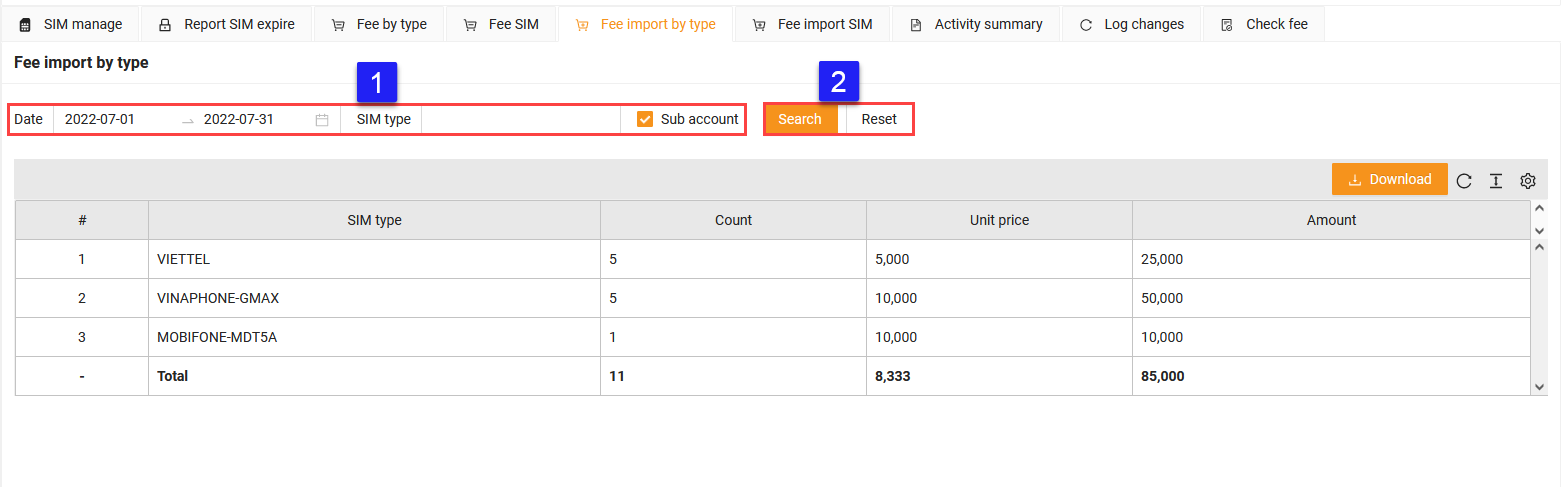 SIM manage Report SIM expire Fee by type Fee SIM Fee import by type Fee import SIM Activity summary Log changes Check fee
Fee import by type
1 2
Date 2022-07-01 2022-07-31 SIM type Sub account Search Reset
Download
# SIM type Count Unit price Amount
1 VIETTEL 5 5,000 25,000
2 VINAPHONE-GMAX 5 10,000 50,000
3 MOBIFONE-MDT5A 1 10,000 10,000
- Total 11 8,333 85,000